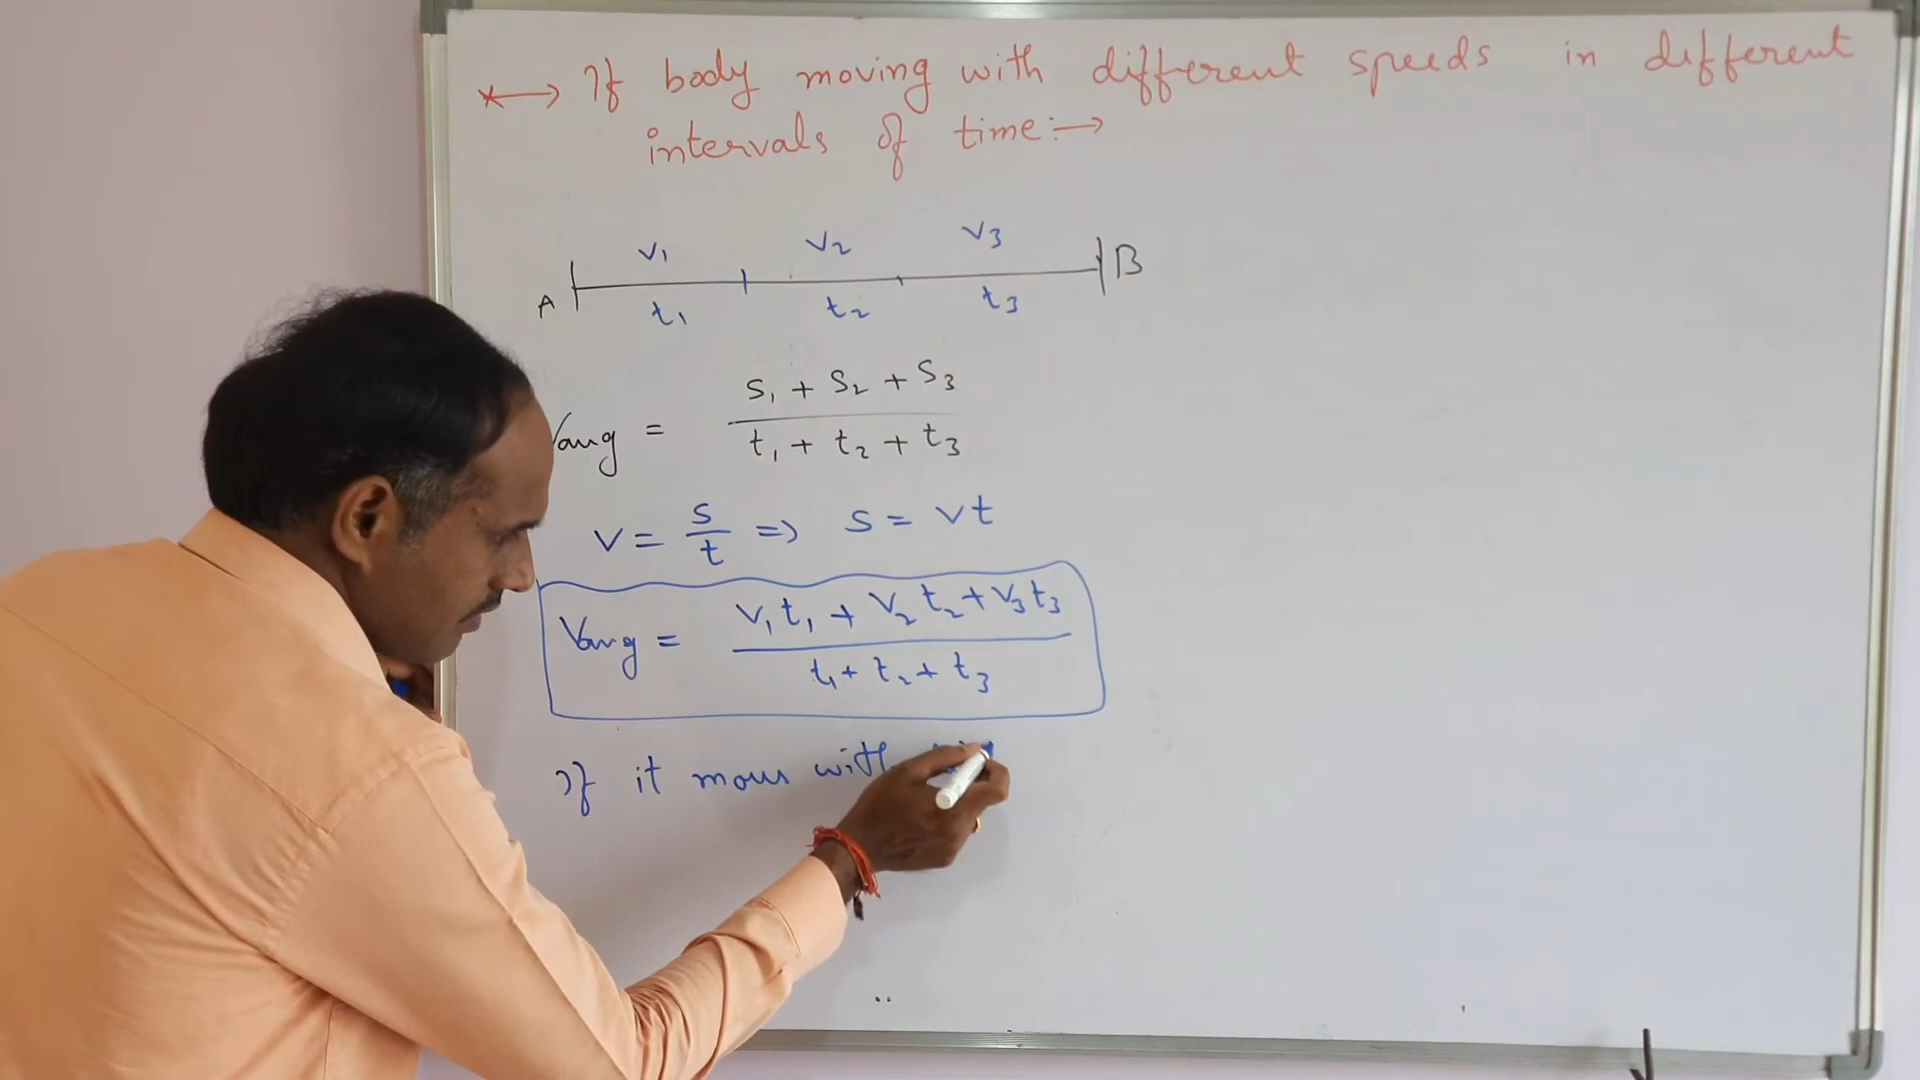 *→ If body moving with different speeds in different
intervals of time:→
V₁ V₂ V₃
A B
t₁ t₂ t₃
Vavg = (S₁ + S₂ + S₃) / (t₁ + t₂ + t₃)
V = s/t => S = vt
Vavg = (V₁t₁ + V₂t₂ + V₃t₃) / (t₁ + t₂ + t₃)
If it moves with